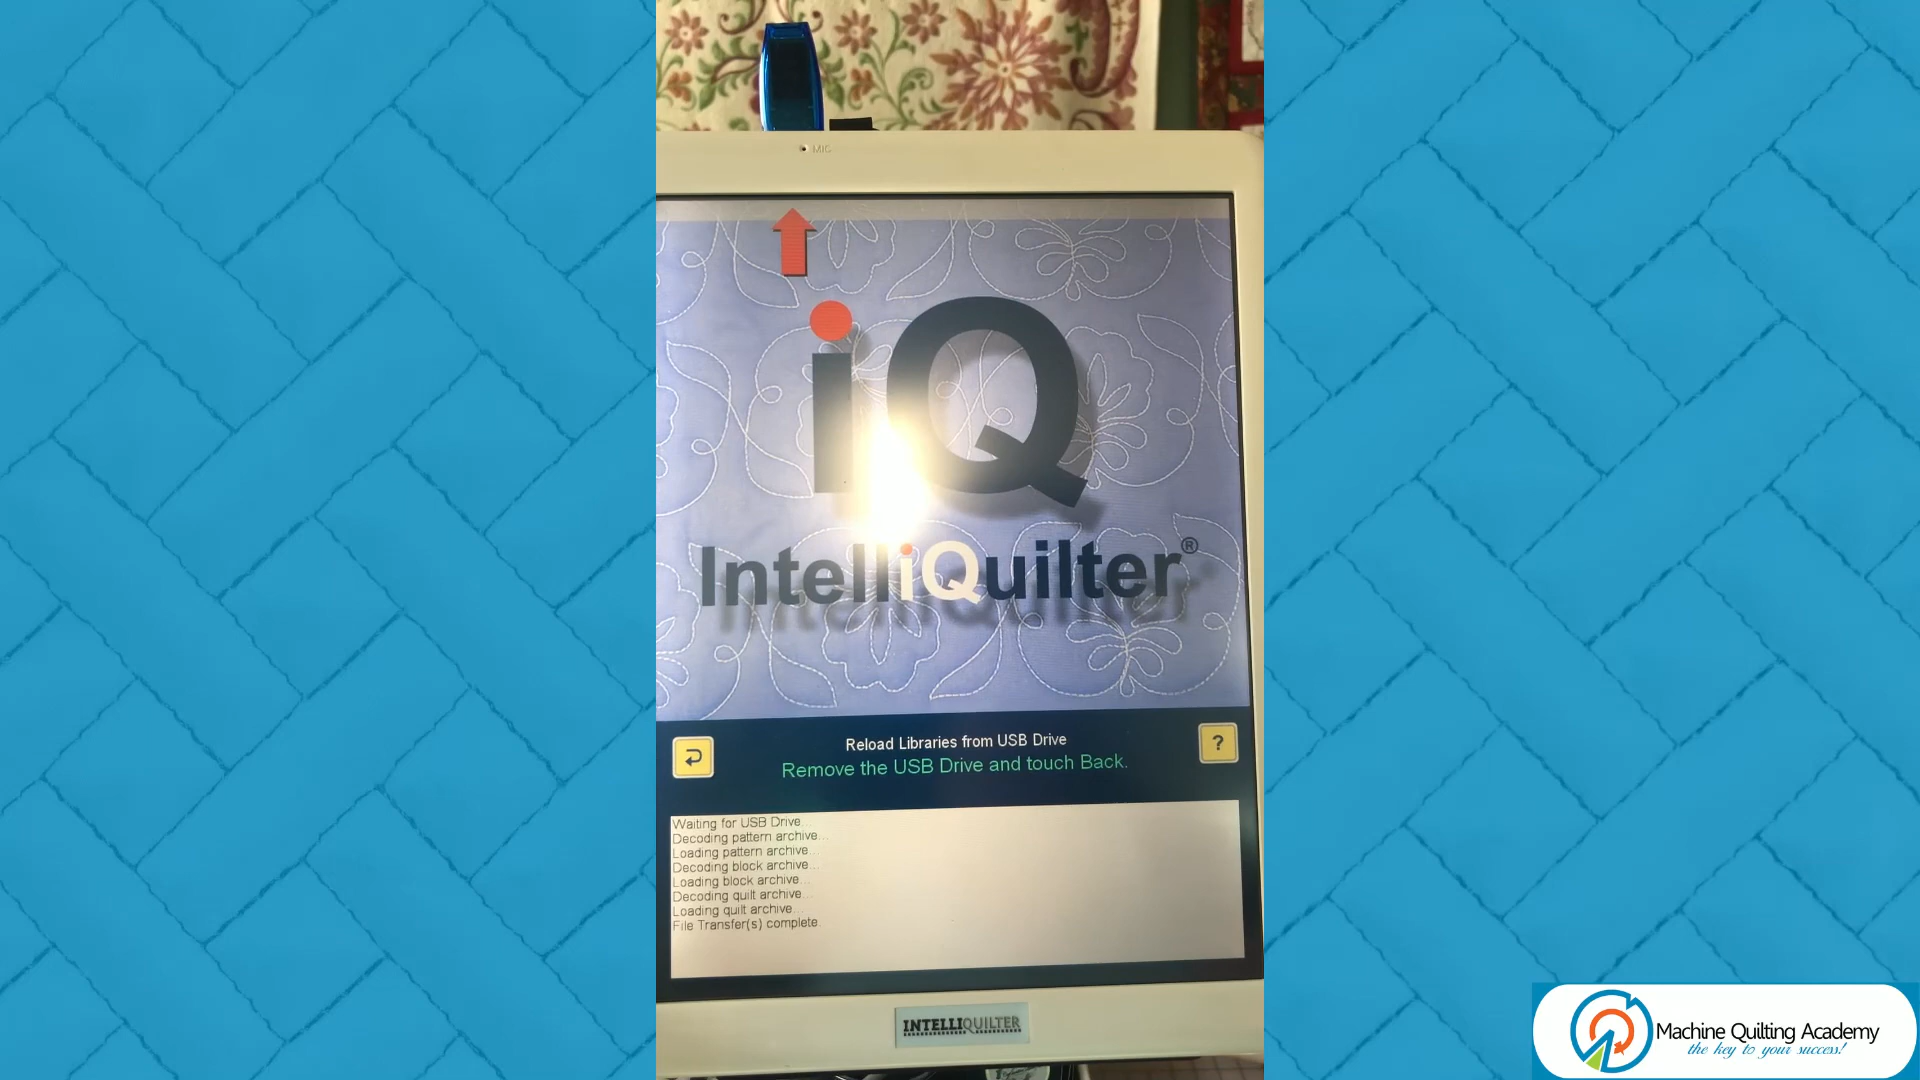 MIC
iQ
IntelliQuilter®
Reload Libraries from USB Drive
Remove the USB Drive and touch Back.
?
Waiting for USB Drive...
Decoding pattern archive...
Loading pattern archive...
Decoding block archive...
Loading block archive...
Decoding quilt archive...
Loading quilt archive...
File Transfer(s) complete.
INTELLIQUILTER
Machine Quilting Academy
the key to your success!